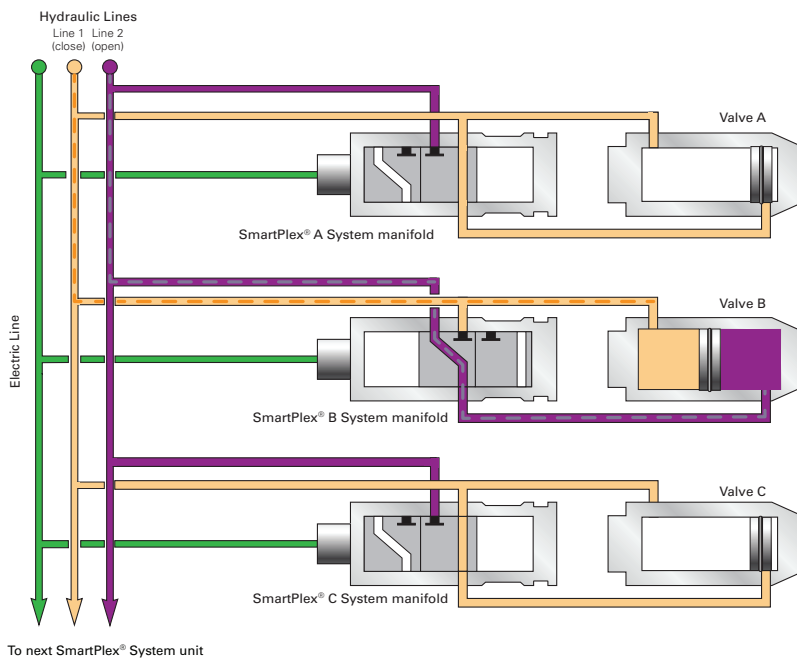 Hydraulic Lines
Line 1 Line 2
(close) (open)
Valve A
SmartPlex® A System manifold
Valve B
Electric Line
SmartPlex® B System manifold
Valve C
SmartPlex® C System manifold
To next SmartPlex® System unit